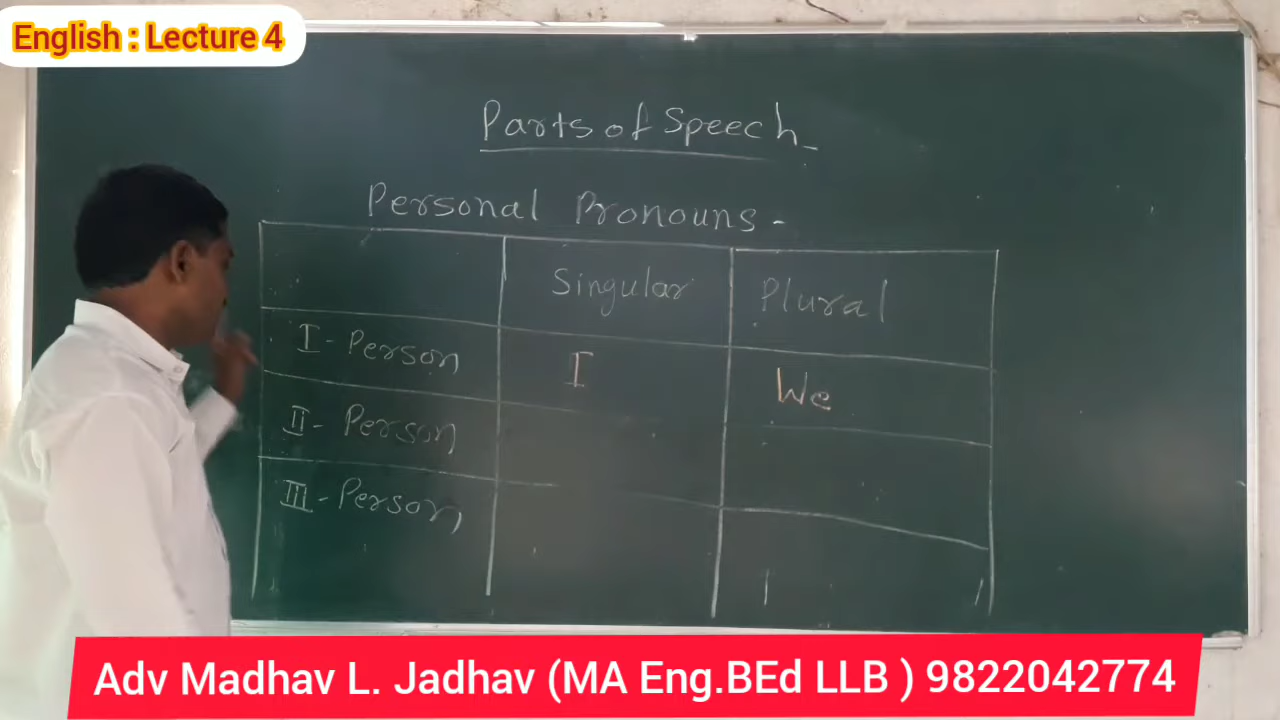 English : Lecture 4
Parts of Speech
Personal Pronouns -
Singular Plural
I - Person I We
II - Person
III - Person
Adv Madhav L. Jadhav (MA Eng.BEd LLB ) 9822042774